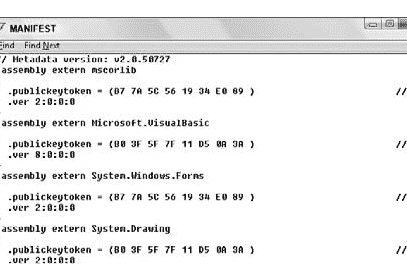 MANIFEST
Find Find Next
// Metadata version: v2.0.50727
assembly extern mscorlib
.publickeytoken = (B7 7A 5C 56 19 34 E0 89 ) //
.ver 2:0:0:0
assembly extern Microsoft.VisualBasic
.publickeytoken = (B0 3F 5F 7F 11 D5 0A 3A ) //
.ver 8:0:0:0
assembly extern System.Windows.Forms
.publickeytoken = (B7 7A 5C 56 19 34 E0 89 ) //
.ver 2:0:0:0
assembly extern System.Drawing
.publickeytoken = (B0 3F 5F 7F 11 D5 0A 3A ) //
.ver 2:0:0:0